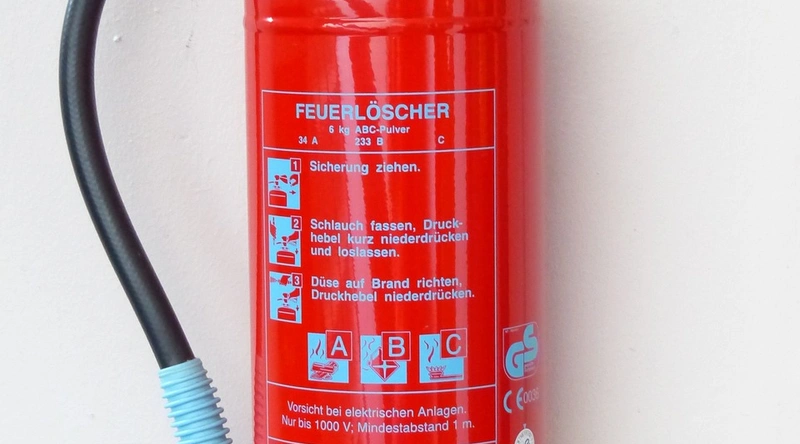 FEUERLÖSCHER
6 kg ABC-Pulver
34 A 233 B C
1 Sicherung ziehen.
2 Schlauch fassen, Druck-
hebel kurz niederdrücken
und loslassen.
3 Düse auf Brand richten,
Druckhebel niederdrücken.
A B C
GS
CE 0036
Vorsicht bei elektrischen Anlagen.
Nur bis 1000 V; Mindestabstand 1 m.